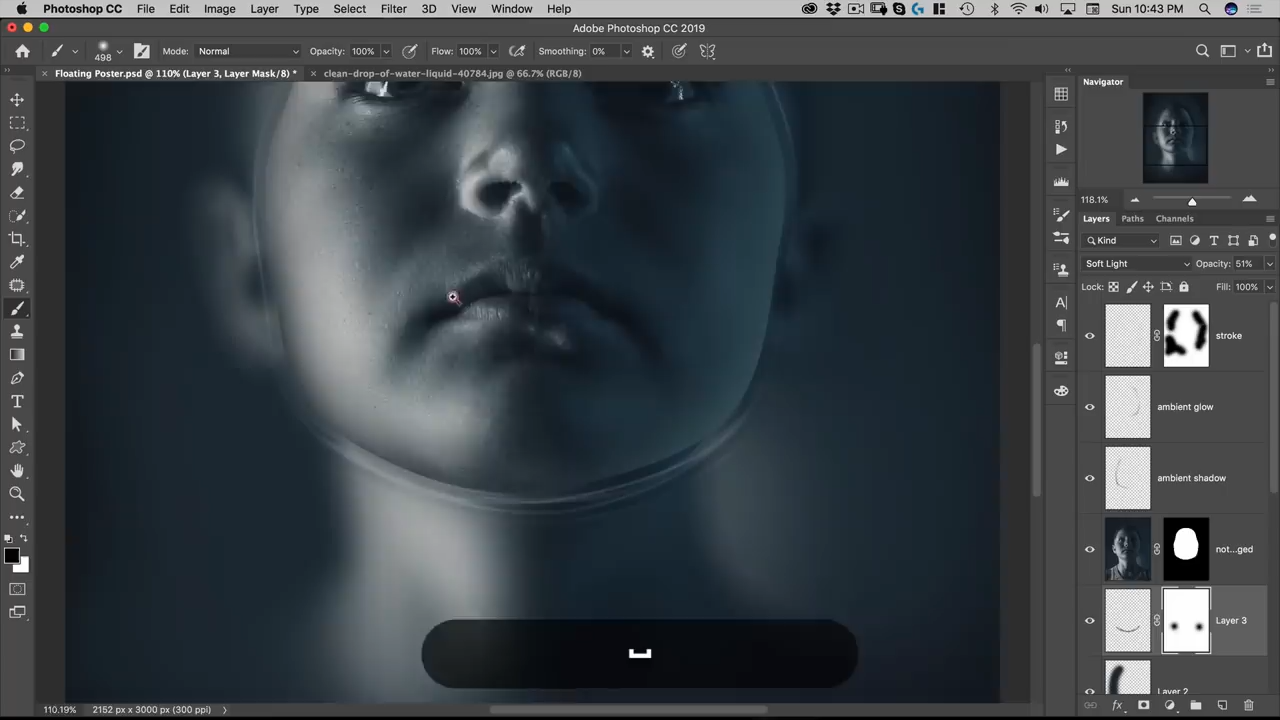 Photoshop CC File Edit Image Layer Type Select Filter 3D View Window Help Sun 10:43 PM
Adobe Photoshop CC 2019
498 Mode: Normal Opacity: 100% Flow: 100% Smoothing: 0%
Floating Poster.psd @ 110% (Layer 3, Layer Mask/8) * clean-drop-of-water-liquid-40784.jpg @ 66.7% (RGB/8)
Navigator
118.1%
Layers Paths Channels
Kind
Soft Light Opacity: 51%
Lock: Fill: 100%
stroke
ambient glow
ambient shadow
not...ged
Layer 3
Layer 2
110.19% 2152 px x 3000 px (300 ppi)